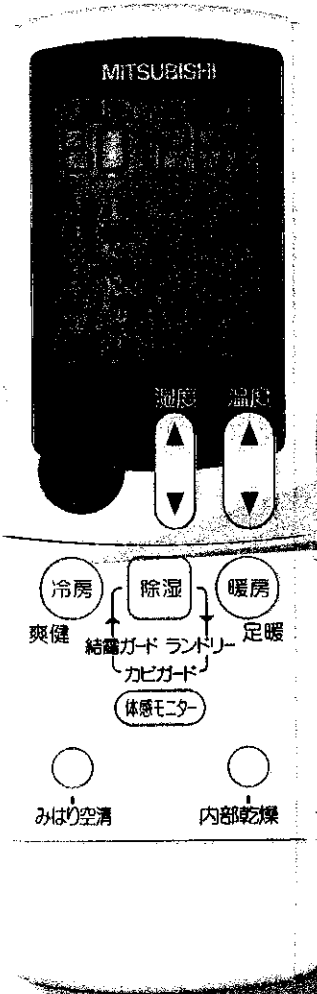 MITSUBISHI
湿度 温度
冷房 除湿 暖房
爽健 結露ガード ランドリー 足暖
カビガード
体感モニター
みはり空清 内部乾燥